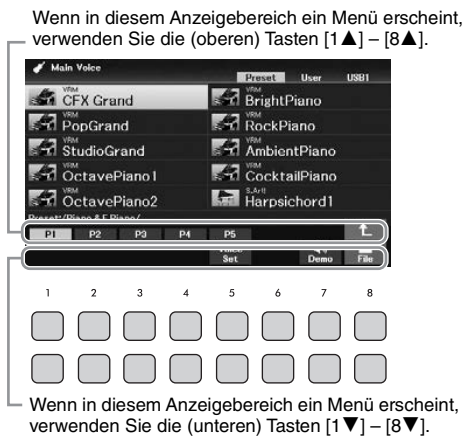 Wenn in diesem Anzeigebereich ein Menü erscheint,
verwenden Sie die (oberen) Tasten [1▲] – [8▲].
Main Voice
Preset User USB1
VRM CFX Grand
VRM BrightPiano
VRM PopGrand
VRM RockPiano
VRM StudioGrand
VRM AmbientPiano
VRM OctavePiano1
VRM CocktailPiano
VRM OctavePiano2
S.Art! Harpsichord1
Preset:/Piano & E.Piano/
P1 P2 P3 P4 P5
Voice Set
Demo
File
1 2 3 4 5 6 7 8
Wenn in diesem Anzeigebereich ein Menü erscheint,
verwenden Sie die (unteren) Tasten [1▼] – [8▼].